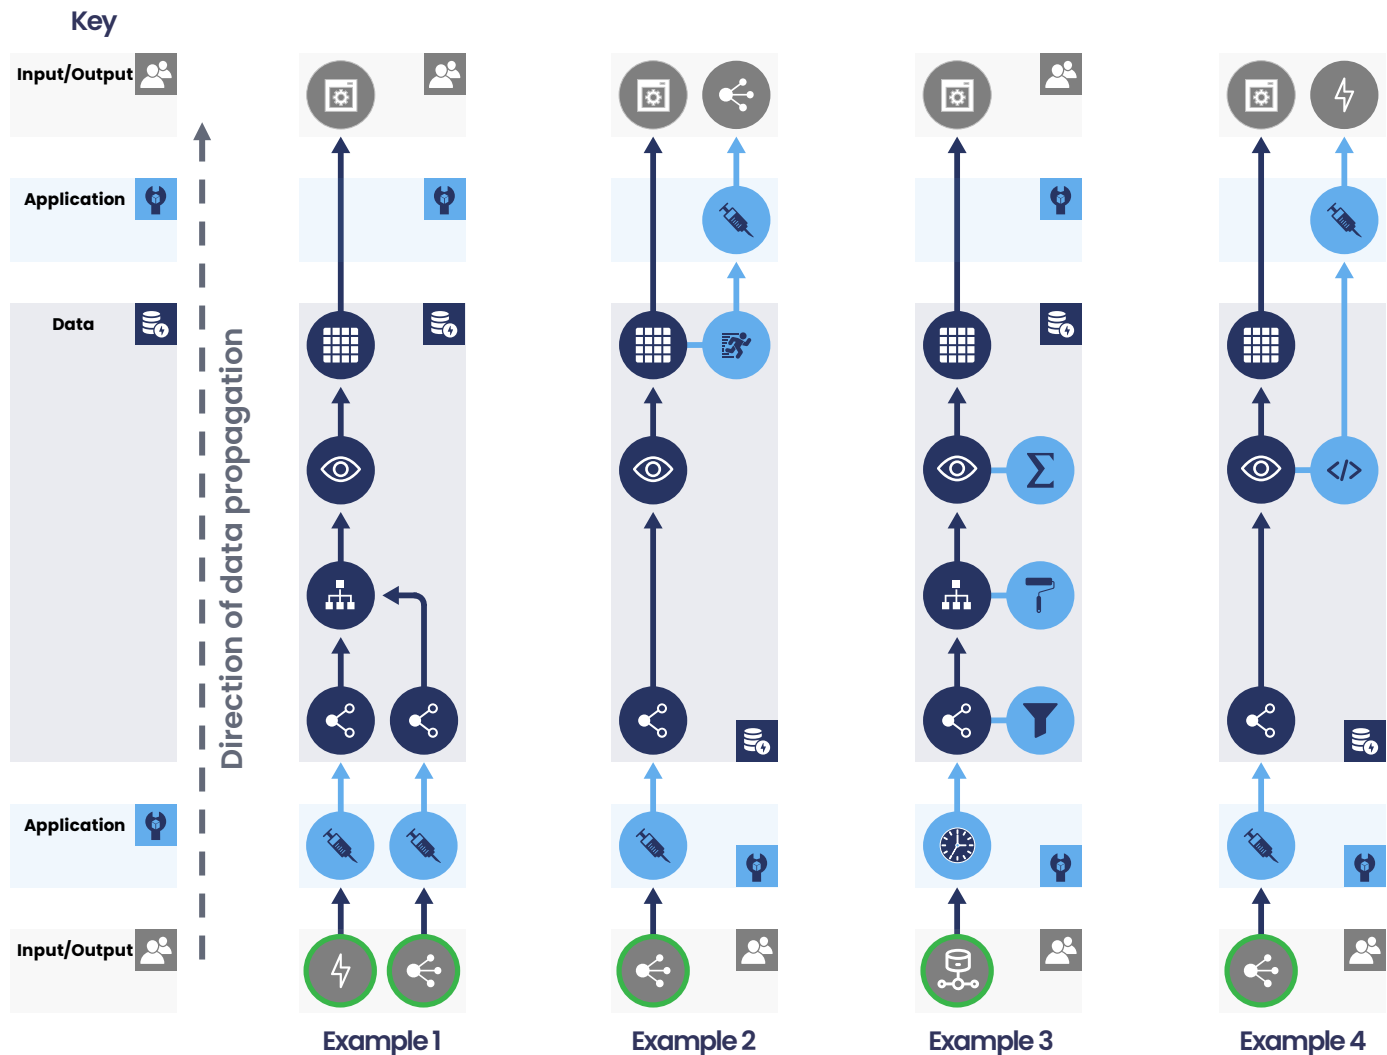 Key
Input/Output
Application
Data
Direction of data propagation
Σ
</>
Application
Input/Output
Example 1
Example 2
Example 3
Example 4